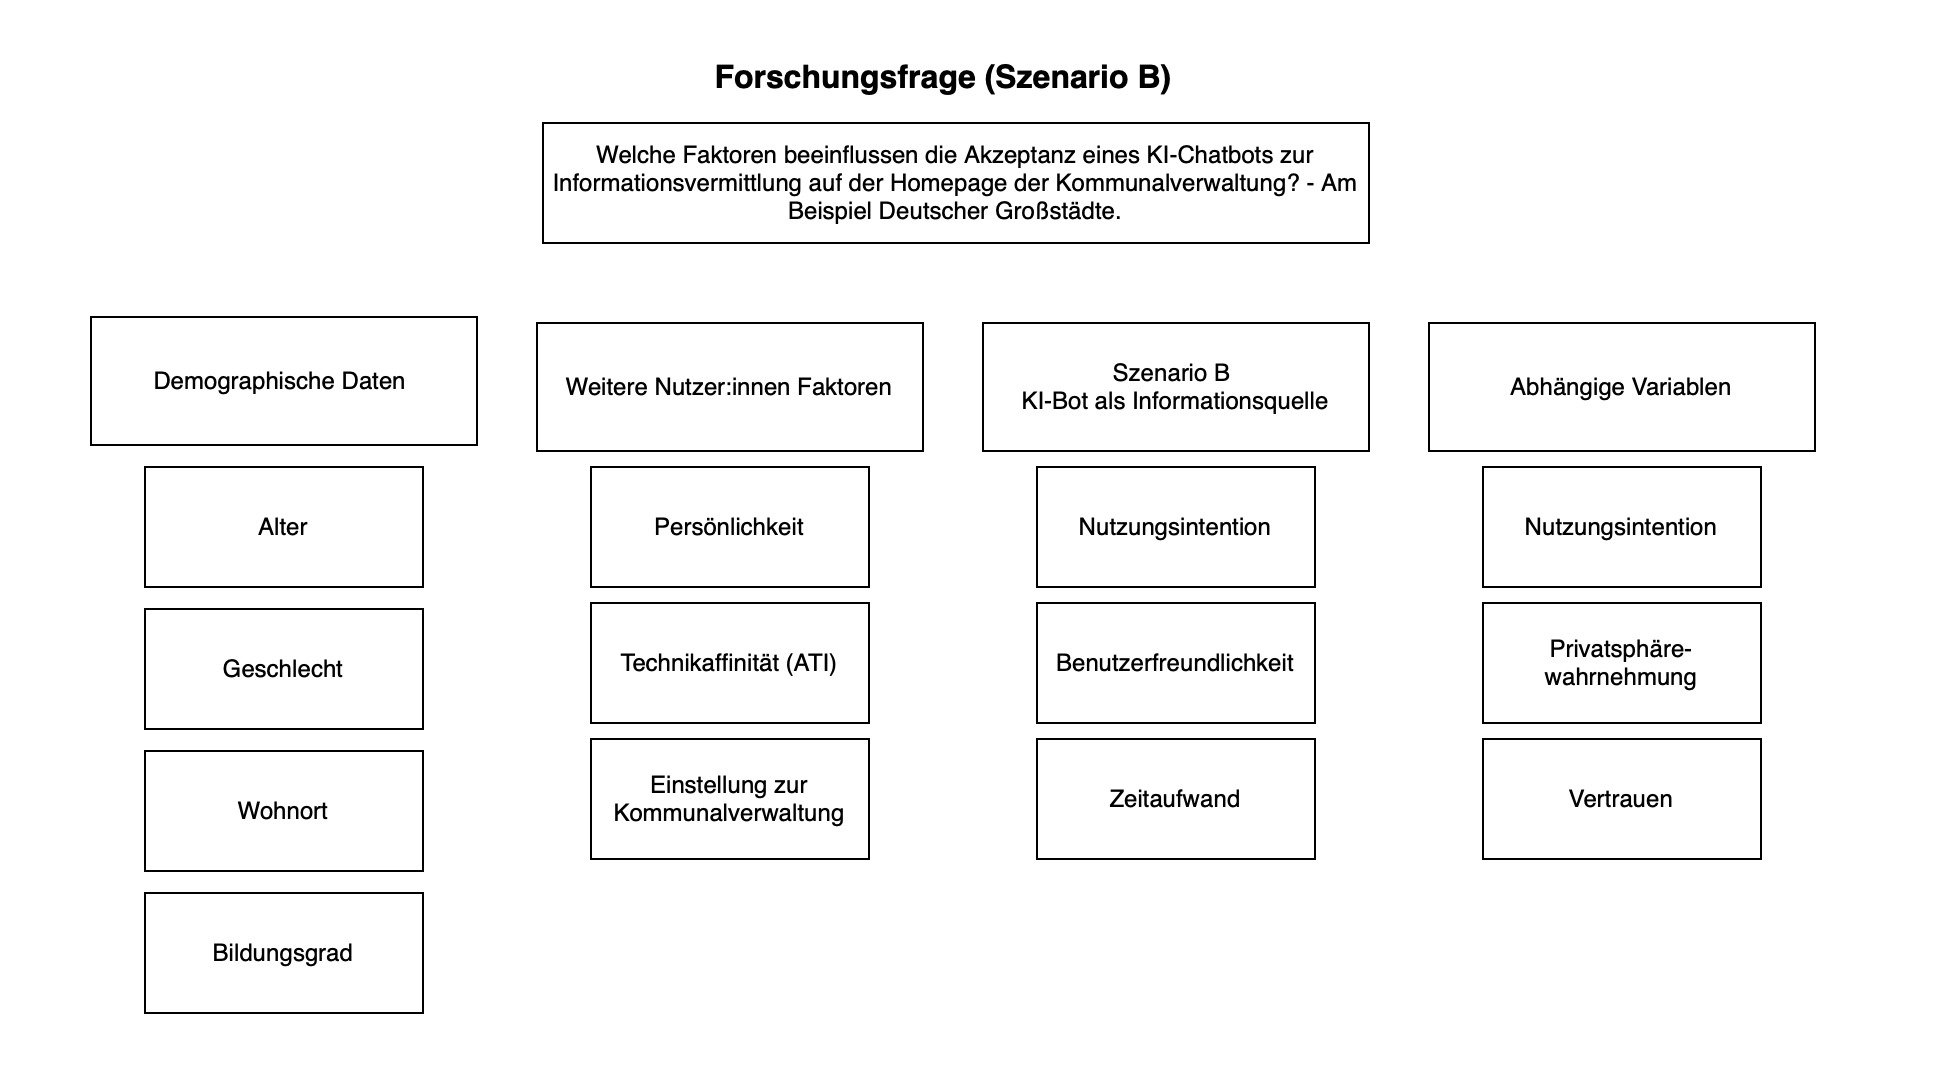 Forschungsfrage (Szenario B)
Welche Faktoren beeinflussen die Akzeptanz eines KI-Chatbots zur
Informationsvermittlung auf der Homepage der Kommunalverwaltung? - Am
Beispiel Deutscher Großstädte.
Demographische Daten
Alter
Geschlecht
Wohnort
Bildungsgrad
Weitere Nutzer:innen Faktoren
Persönlichkeit
Technikaffinität (ATI)
Einstellung zur
Kommunalverwaltung
Szenario B
KI-Bot als Informationsquelle
Nutzungsintention
Benutzerfreundlichkeit
Zeitaufwand
Abhängige Variablen
Nutzungsintention
Privatsphäre-
wahrnehmung
Vertrauen